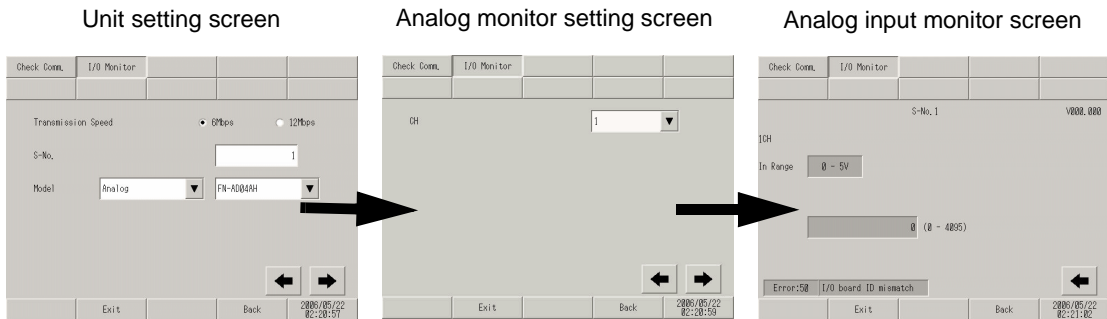 Unit setting screen
Check Comm. I/O Monitor
Transmission Speed 6Mbps 12Mbps
S-No. 1
Model Analog FN-AD04AH
Exit Back 2006/05/22
02:20:57
Analog monitor setting screen
Check Comm. I/O Monitor
CH 1
Exit Back 2006/05/22
02:20:59
Analog input monitor screen
Check Comm. I/O Monitor
S-No.1 V000.000
1CH
In Range 0 - 5V
0 (0 - 4095)
Error:50 I/O board ID mismatch
Exit Back 2006/05/22
02:21:02